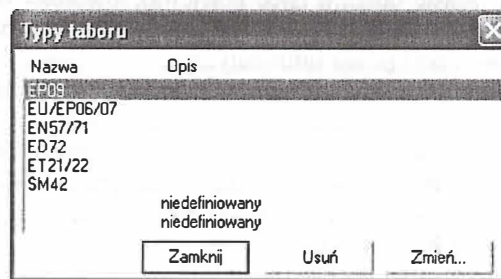 Typy taboru
Nazwa Opis
EP09
EU/EP06/07
EN57/71
ED72
ET21/22
SM42
niedefiniowany
niedefiniowany
Zamknij Usuń Zmień...